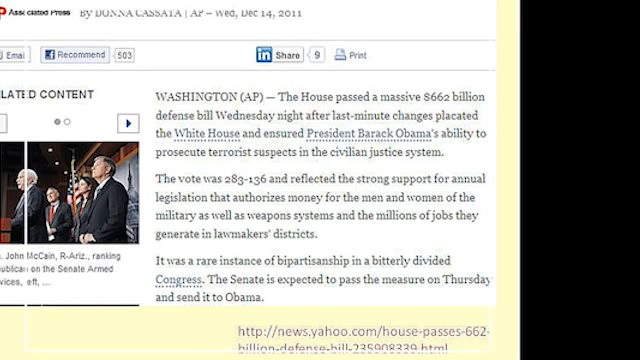 Associated Press By DONNA CASSATA | AP – Wed, Dec 14, 2011
Email Recommend 503 in Share 9 Print
RELATED CONTENT
WASHINGTON (AP) — The House passed a massive $662 billion
defense bill Wednesday night after last-minute changes placated
the White House and ensured President Barack Obama's ability to
prosecute terrorist suspects in the civilian justice system.
The vote was 283-136 and reflected the strong support for annual
legislation that authorizes money for the men and women of the
military as well as weapons systems and the millions of jobs they
generate in lawmakers' districts.
It was a rare instance of bipartisanship in a bitterly divided
Congress. The Senate is expected to pass the measure on Thursday
and send it to Obama.
. John McCain, R-Ariz., ranking
publican on the Senate Armed
vices, left, ...
http://news.yahoo.com/house-passes-662-
billion-defense-bill-235908339.html